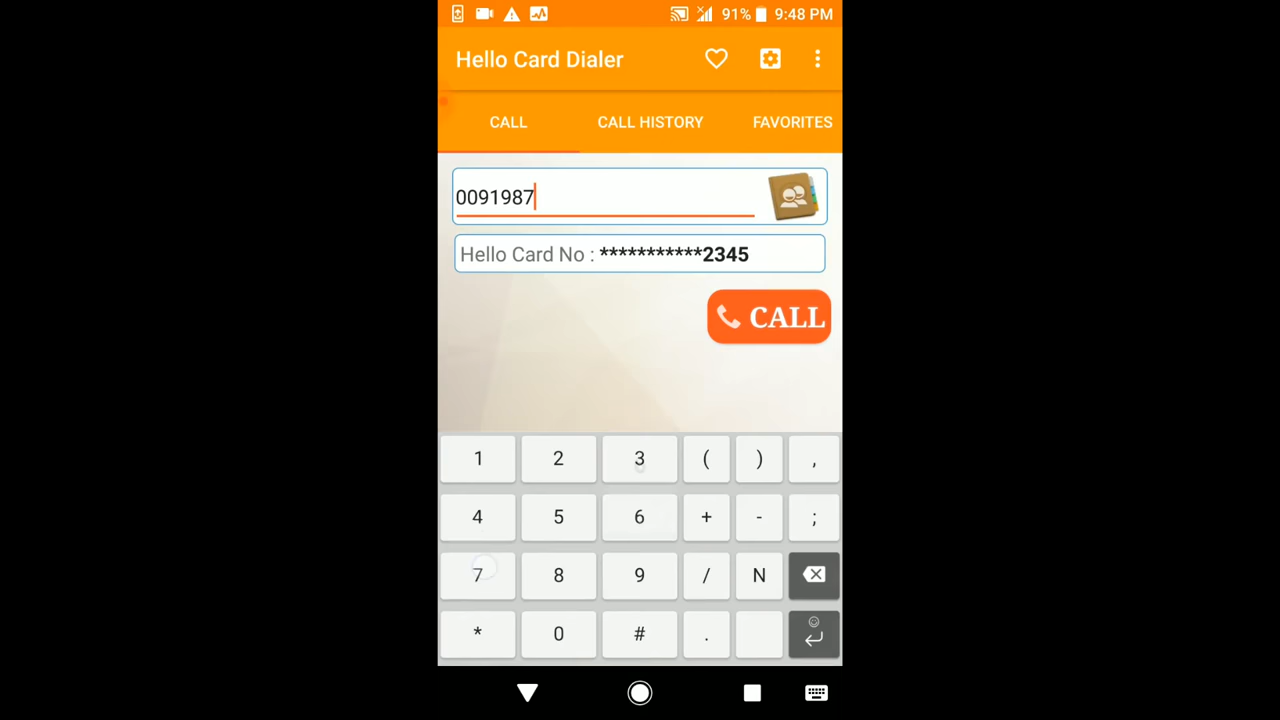 91% 9:48 PM
Hello Card Dialer
CALL CALL HISTORY FAVORITES
0091987
Hello Card No : ***********2345
CALL
1 2 3 ( ) ,
4 5 6 + - ;
7 8 9 / N
* 0 # .